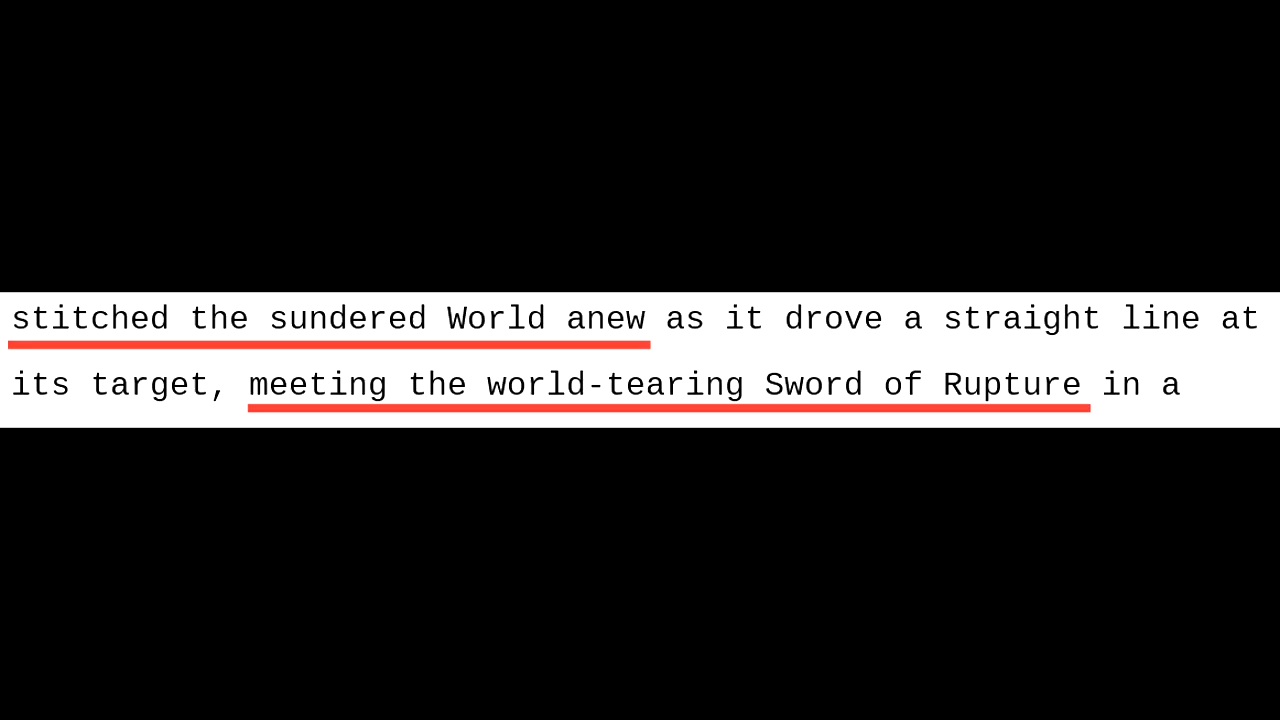 stitched the sundered World anew as it drove a straight line at
its target, meeting the world-tearing Sword of Rupture in a